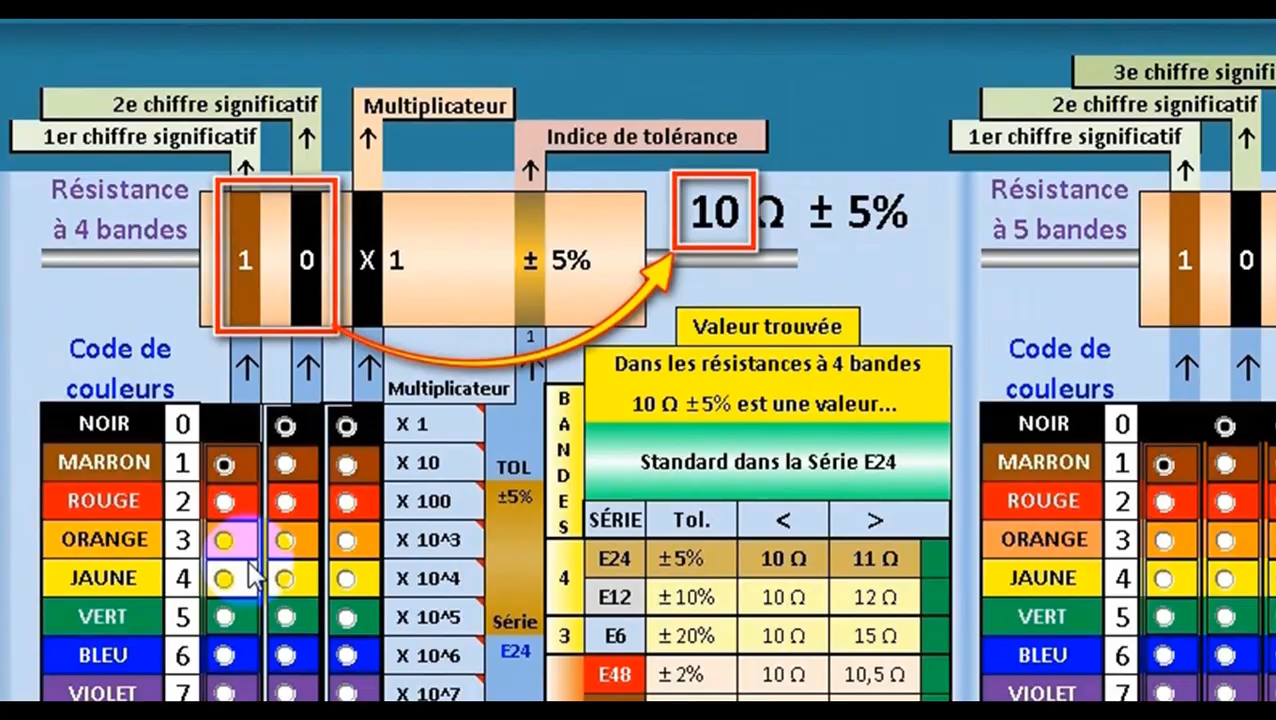 3e chiffre signifi
2e chiffre significatif
Multiplicateur
2e chiffre significatif
1er chiffre significatif
Indice de tolérance
1er chiffre significatif
Résistance
à 4 bandes
10 Ω ± 5%
Résistance
à 5 bandes
1 0 X 1 ± 5%
1 0
Valeur trouvée
1
Code de
couleurs
Dans les résistances à 4 bandes
10 Ω ±5% est une valeur...
Code de
couleurs
Multiplicateur
BANDES
NOIR 0 X 1
MARRON 1 X 10
ROUGE 2 X 100
ORANGE 3 X 10^3
JAUNE 4 X 10^4
VERT 5 X 10^5
BLEU 6 X 10^6
VIOLET 7 X 10^7
TOL
±5%
Série
E24
Standard dans la Série E24
SÉRIE Tol. < >
4
E24 ±5% 10 Ω 11 Ω
E12 ±10% 10 Ω 12 Ω
3 E6 ±20% 10 Ω 15 Ω
E48 ±2% 10 Ω 10,5 Ω
NOIR 0
MARRON 1
ROUGE 2
ORANGE 3
JAUNE 4
VERT 5
BLEU 6
VIOLET 7